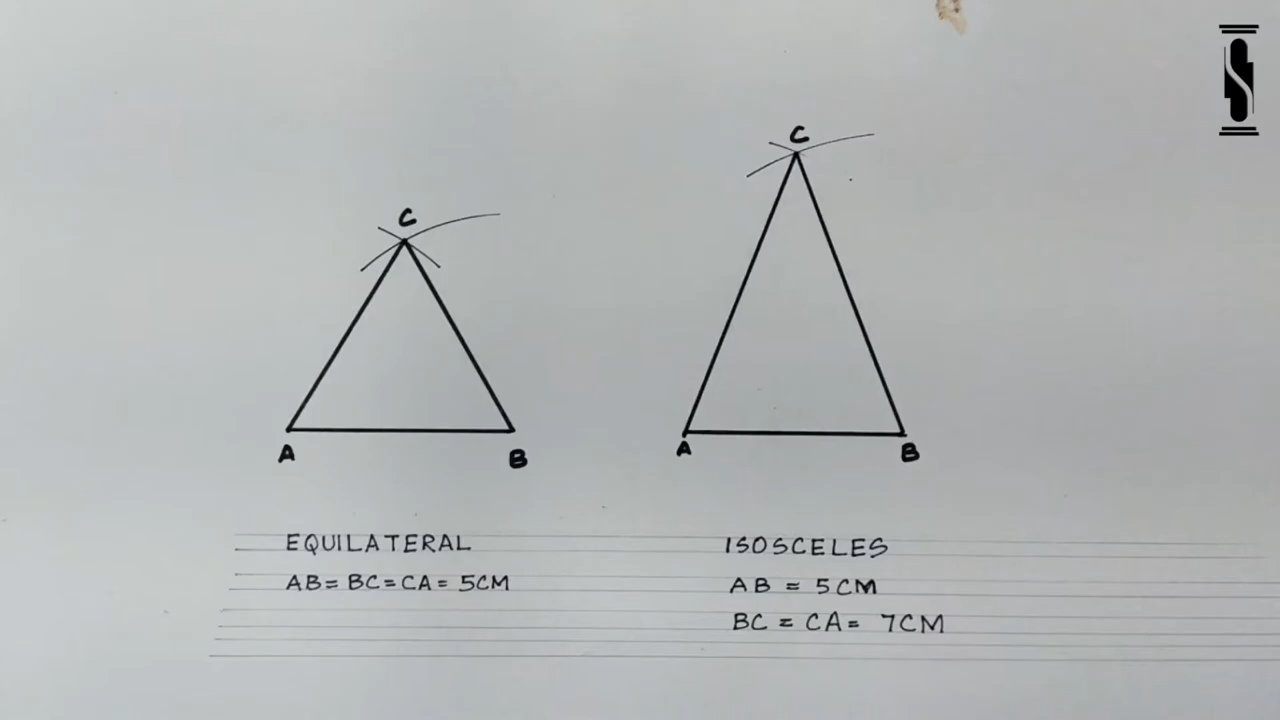 C
A
B
EQUILATERAL
AB = BC = CA = 5CM
C
A
B
ISOSCELES
AB = 5CM
BC = CA = 7CM